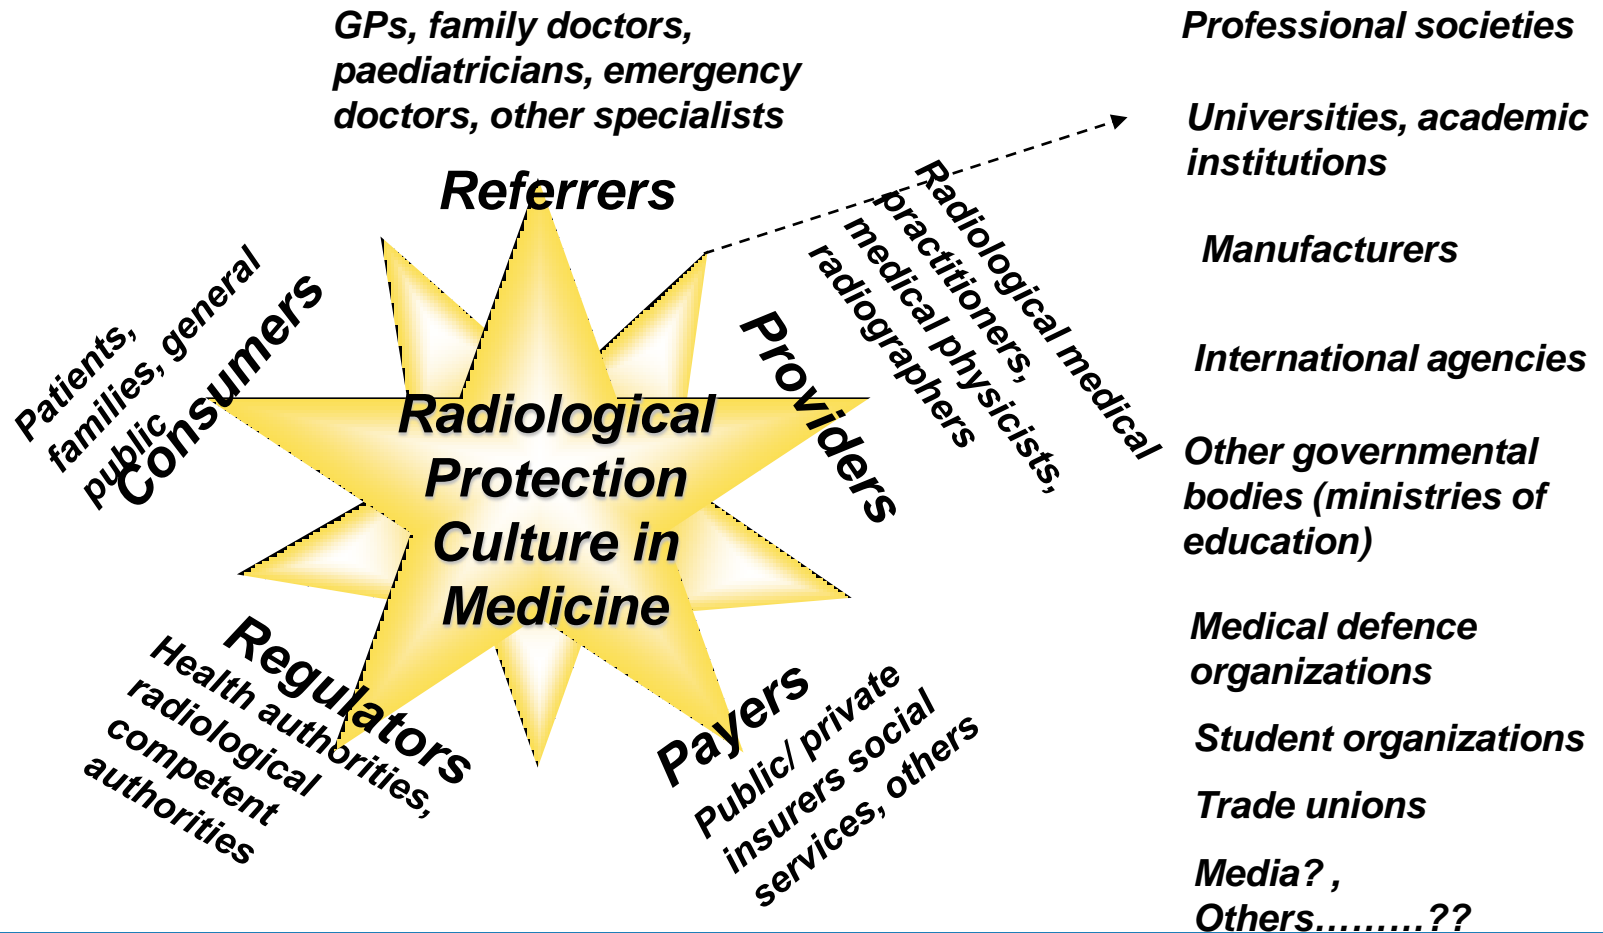 GPs, family doctors,
paediatricians, emergency
doctors, other specialists
Referrers
Patients,
families, general
public
Consumers
Radiological
Protection
Culture in
Medicine
Providers
Radiological medical
practitioners,
medical physicists,
radiographers
Regulators
Health authorities,
radiological
competent
authorities
Payers
Public/ private
insurers social
services, others
Professional societies
Universities, academic
institutions
Manufacturers
International agencies
Other governmental
bodies (ministries of
education)
Medical defence
organizations
Student organizations
Trade unions
Media? ,
Others………??